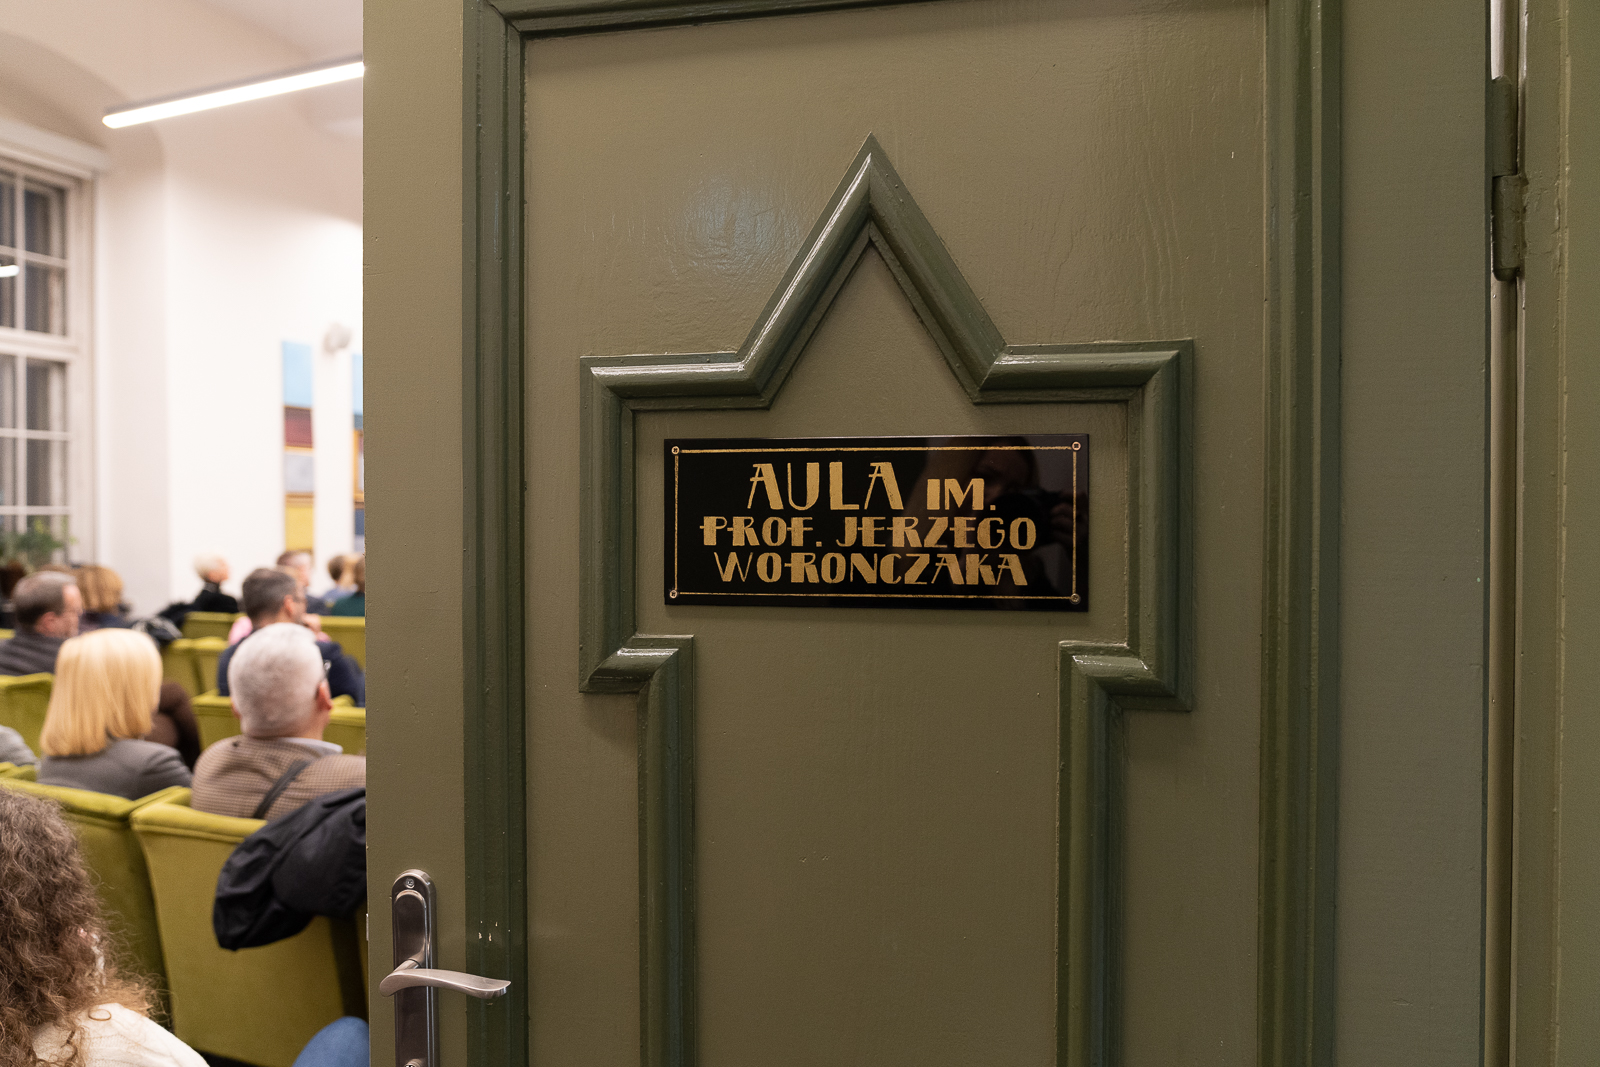 AULA IM.
PROF. JERZEGO
WORONCZAKA